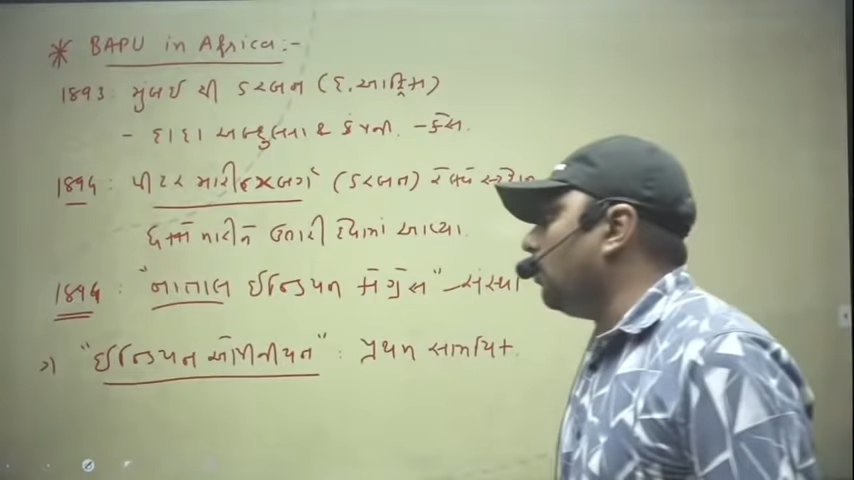 * BAPU in Africa:-
1893: મુંબઈ થી ડરબન (દ. આફ્રિકા)
- દાદા અબ્દુલ્લા & કંપની - કેસ.
1894: પીટર મારીત્ઝબર્ગ (ડરબન) રેલ્વે સ્ટેશન
ધક્કો મારીને ઉતારી દેવામાં આવ્યા.
1894: "નાતાલ ઈન્ડિયન કોંગ્રેસ" - સંસ્થા
"ઈન્ડિયન ઓપીનીયન": પ્રથમ સામયિક